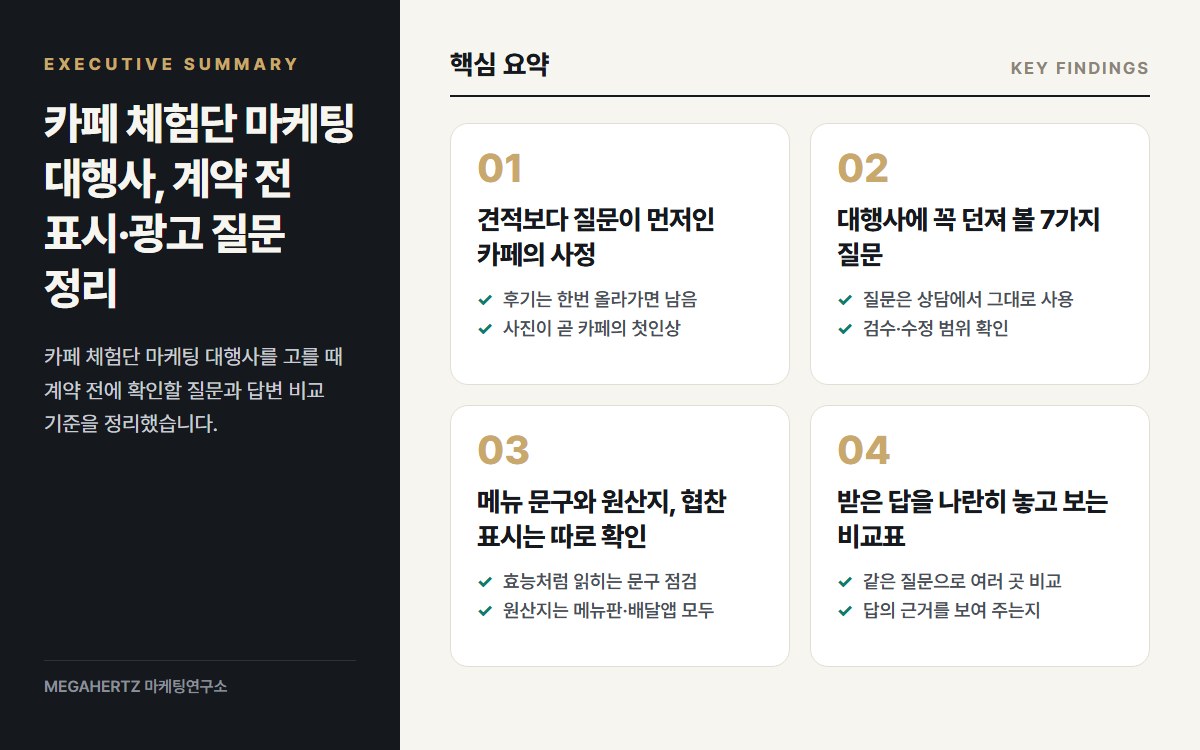 EXECUTIVE SUMMARY
카페 체험단 마케팅
대행사, 계약 전
표시·광고 질문
정리
카페 체험단 마케팅 대행사를 고를 때
계약 전에 확인할 질문과 답변 비교
기준을 정리했습니다.
MEGAHERTZ 마케팅연구소
핵심 요약
KEY FINDINGS
01
견적보다 질문이 먼저인
카페의 사정
후기는 한번 올라가면 남음
사진이 곧 카페의 첫인상
02
대행사에 꼭 던져 볼 7가지
질문
질문은 상담에서 그대로 사용
검수·수정 범위 확인
03
메뉴 문구와 원산지, 협찬
표시는 따로 확인
효능처럼 읽히는 문구 점검
원산지는 메뉴판·배달앱 모두
04
받은 답을 나란히 놓고 보는
비교표
같은 질문으로 여러 곳 비교
답의 근거를 보여 주는지